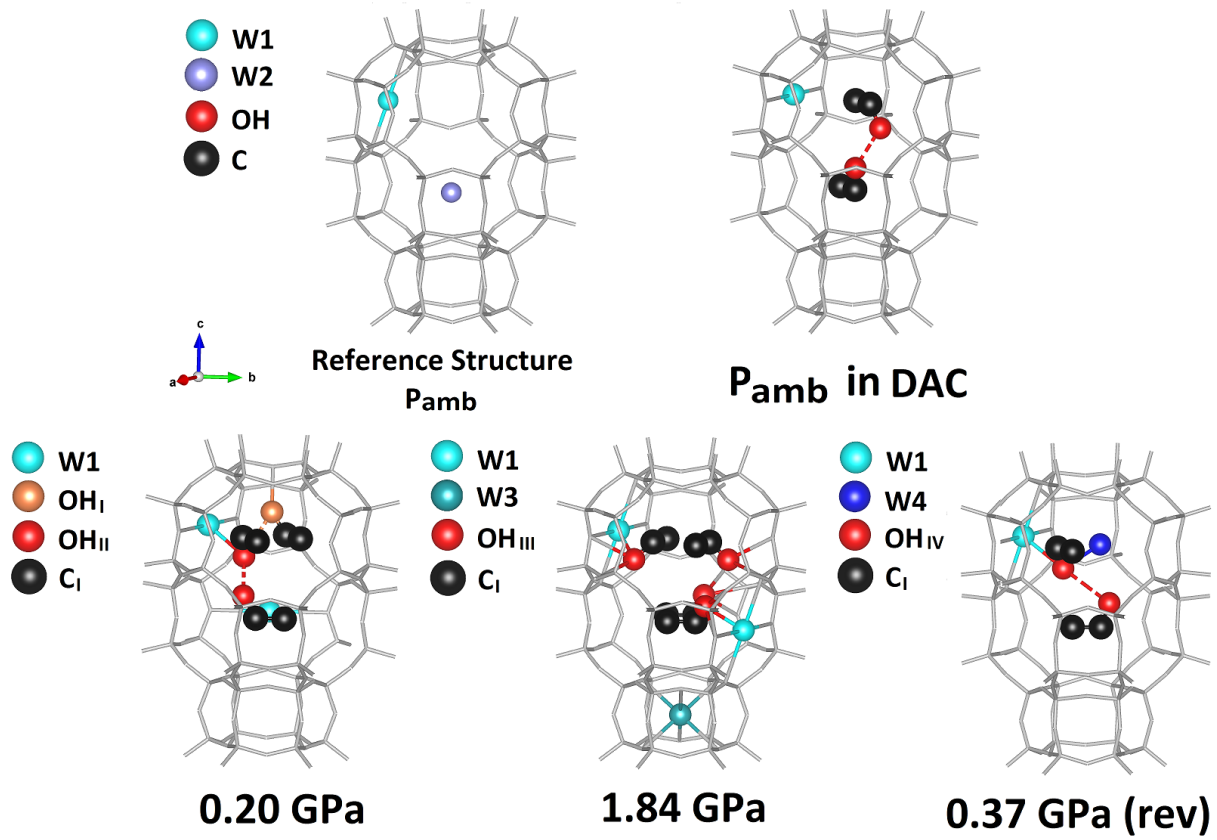 W1
W2
OH
C
c
a
b
Reference Structure
Pamb
Pamb in DAC
W1
OHI
OHII
CI
W1
W3
OHIII
CI
W1
W4
OHIV
CI
0.20 GPa
1.84 GPa
0.37 GPa (rev)